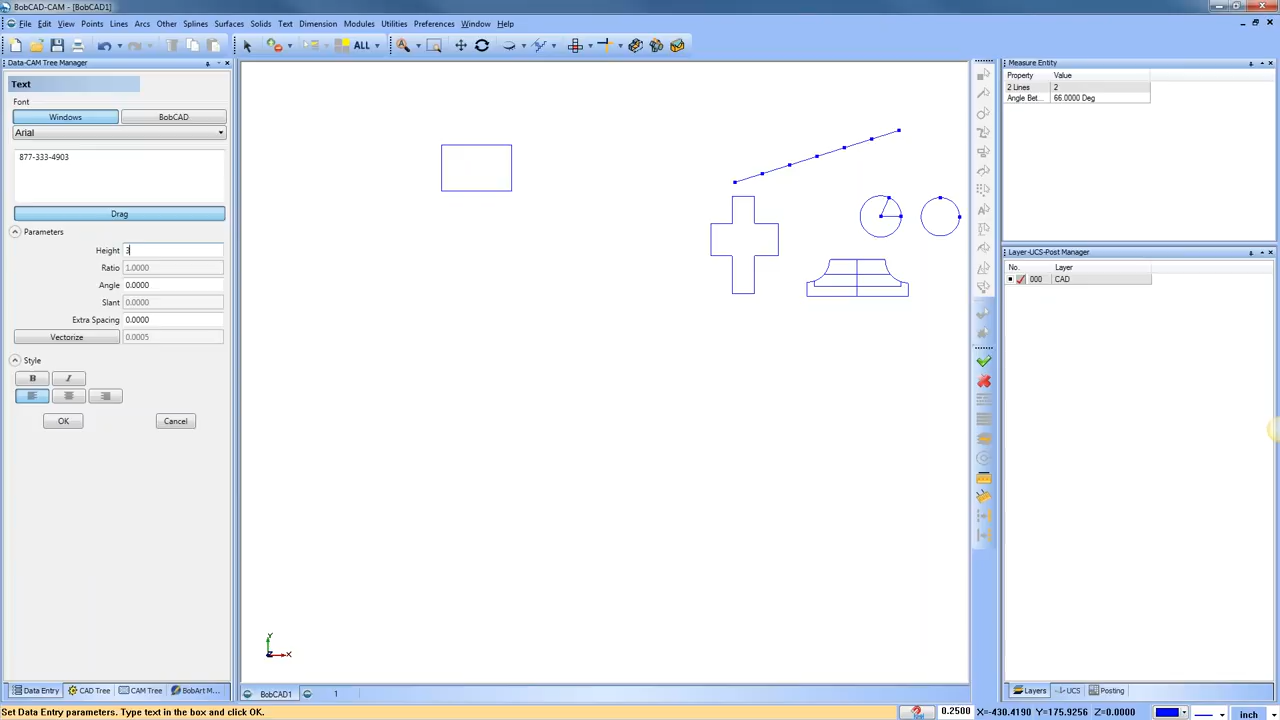 BobCAD-CAM - [BobCAD1]
File Edit View Points Lines Arcs Other Splines Surfaces Solids Text Dimension Modules Utilities Preferences Window Help
ALL
Data-CAM Tree Manager
Text
Font
Windows BobCAD
Arial
877-333-4903
Drag
Parameters
Height 3
Ratio 1.0000
Angle 0.0000
Slant 0.0000
Extra Spacing 0.0000
Vectorize 0.0005
Style
B I
OK Cancel
Data Entry CAD Tree CAM Tree BobArt M...
Y
Z X
BobCAD1 1
Measure Entity
Property Value
2 Lines 2
Angle Bet... 66.0000 Deg
Layer-UCS-Post Manager
No. Layer
000 CAD
Layers UCS Posting
Set Data Entry parameters. Type text in the box and click OK.
0.2500 X=-430.4190 Y=175.9256 Z=0.0000 inch